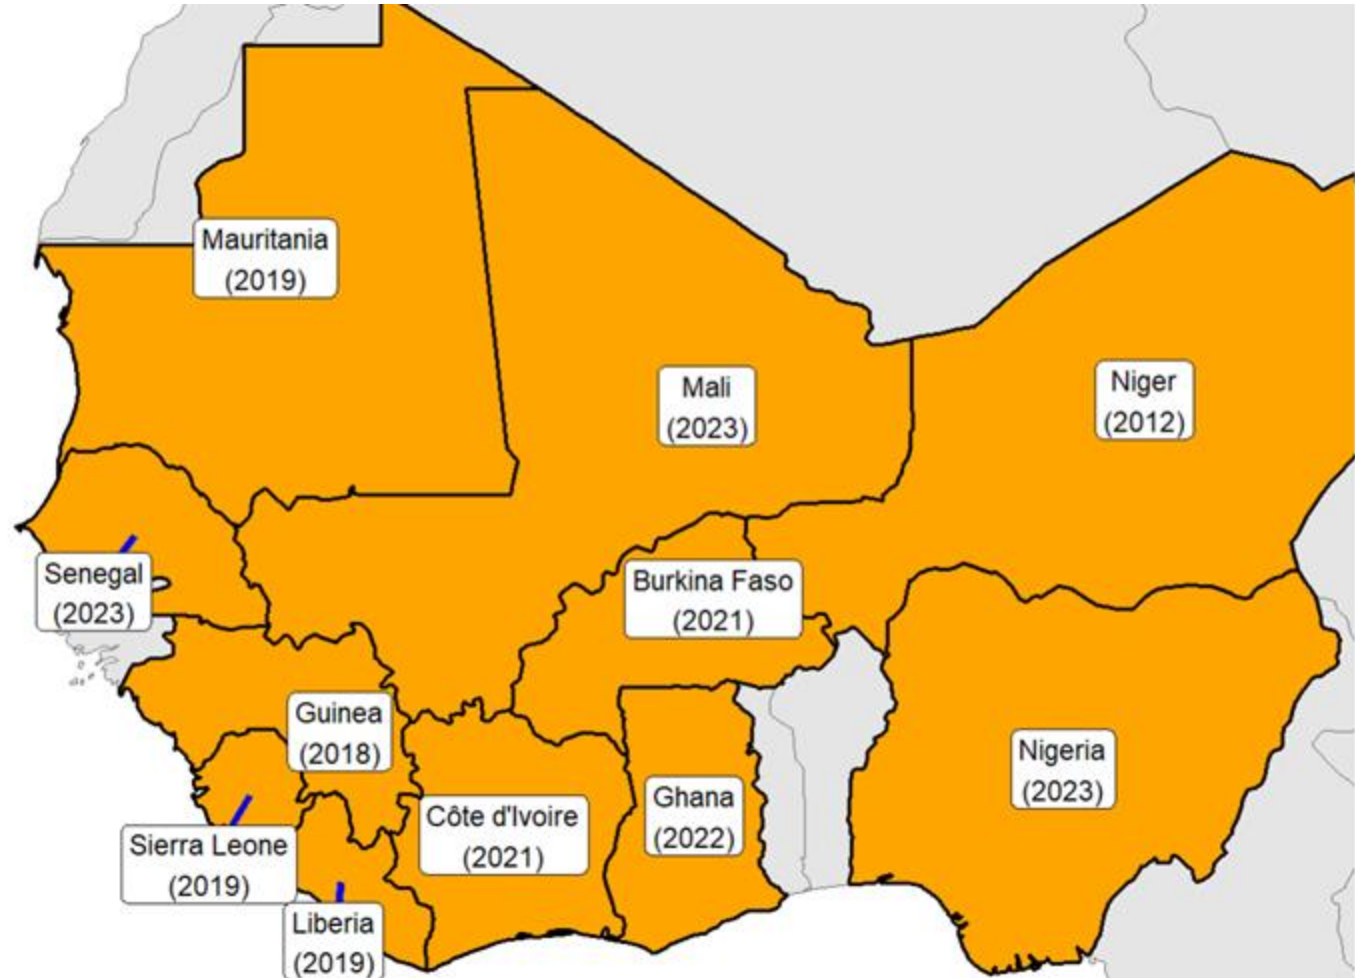 Mauritania
(2019)
Mali
(2023)
Niger
(2012)
Senegal
(2023)
Burkina Faso
(2021)
Guinea
(2018)
Nigeria
(2023)
Ghana
(2022)
Côte d'Ivoire
(2021)
Sierra Leone
(2019)
Liberia
(2019)